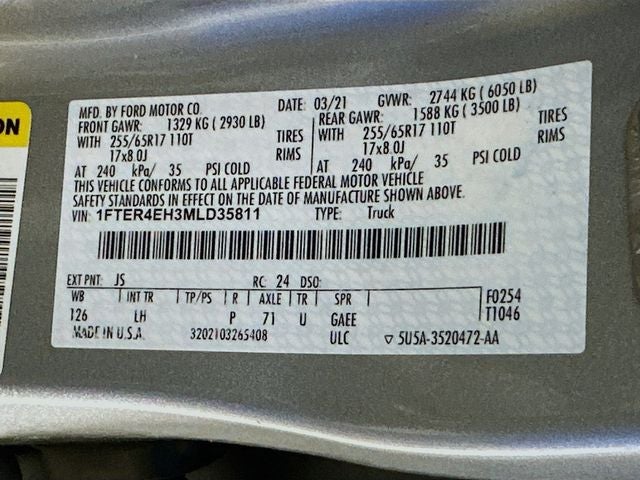 ON
MFD. BY FORD MOTOR CO. DATE: 03/21 GVWR: 2744 KG ( 6050 LB)
FRONT GAWR: 1329 KG ( 2930 LB) REAR GAWR: 1588 KG ( 3500 LB)
WITH 255/65R17 110T TIRES WITH 255/65R17 110T TIRES
17x8.0J RIMS 17x8.0J RIMS
AT 240 kPa/ 35 PSI COLD AT 240 kPa/ 35 PSI COLD
THIS VEHICLE CONFORMS TO ALL APPLICABLE FEDERAL MOTOR VEHICLE
SAFETY STANDARDS IN EFFECT ON THE DATE OF MANUFACTURE SHOWN ABOVE.
VIN: 1FTER4EH3MLD35811 TYPE: Truck
EXT PNT: JS RC: 24 DSO:
WB INT TR TP/PS R AXLE TR SPR F0254
126 LH P 71 U GAEE T1046
MADE IN U.S.A. 3202103265408 ULC ▽ 5U5A-3520472-AA